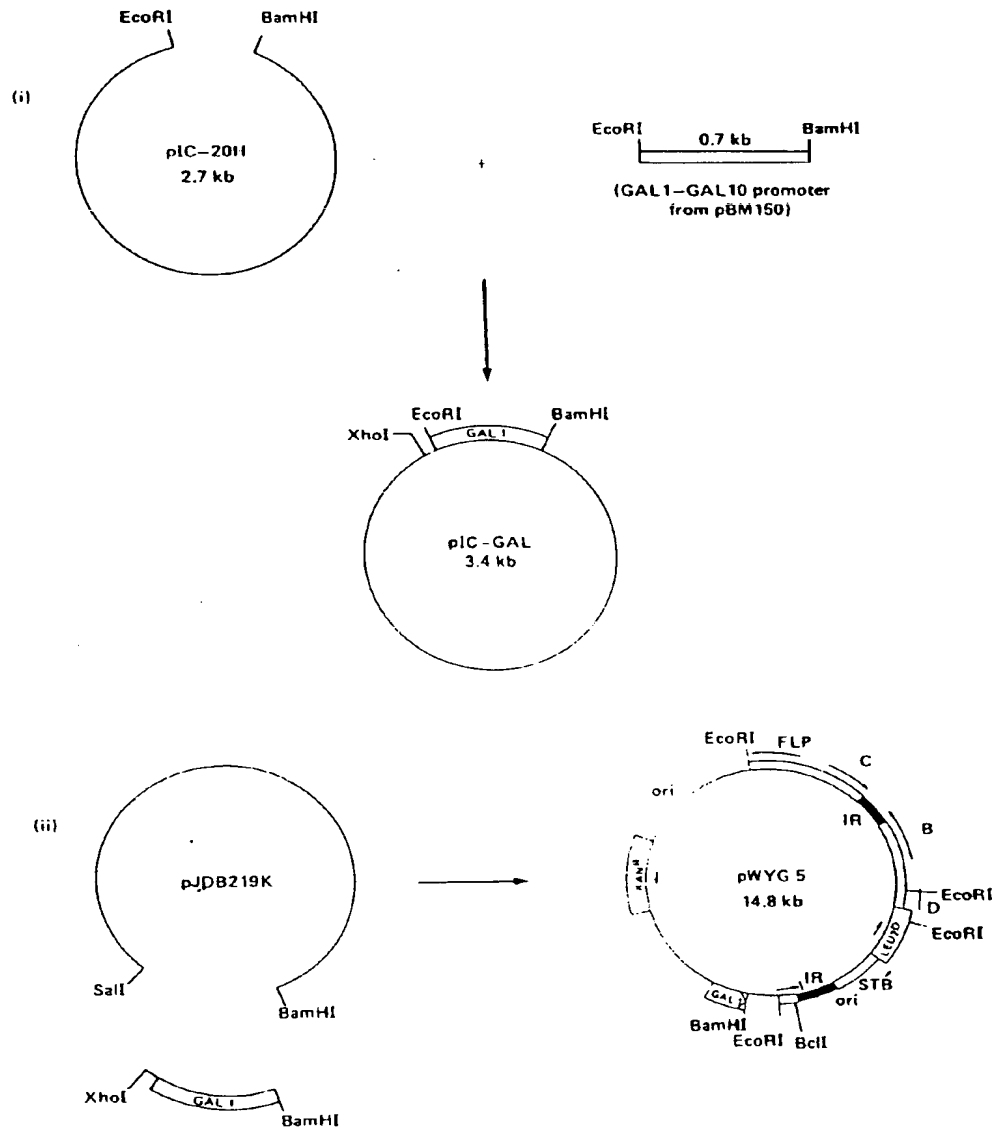 EcoRI
BamHI
(i)
pIC-20H
2.7 kb
+
EcoRI
0.7 kb
BamHI
(GAL1-GAL10 promoter
from pBM150)
EcoRI
BamHI
XhoI
GAL 1
pIC-GAL
3.4 kb
(ii)
pJDB219K
SalI
BamHI
XhoI
GAL 1
BamHI
EcoRI
FLP
C
ori
IR
B
KANR
pWYG 5
14.8 kb
EcoRI
D
EcoRI
LEU2D
STB
IR
ori
GAL 1
BamHI
EcoRI
BclI